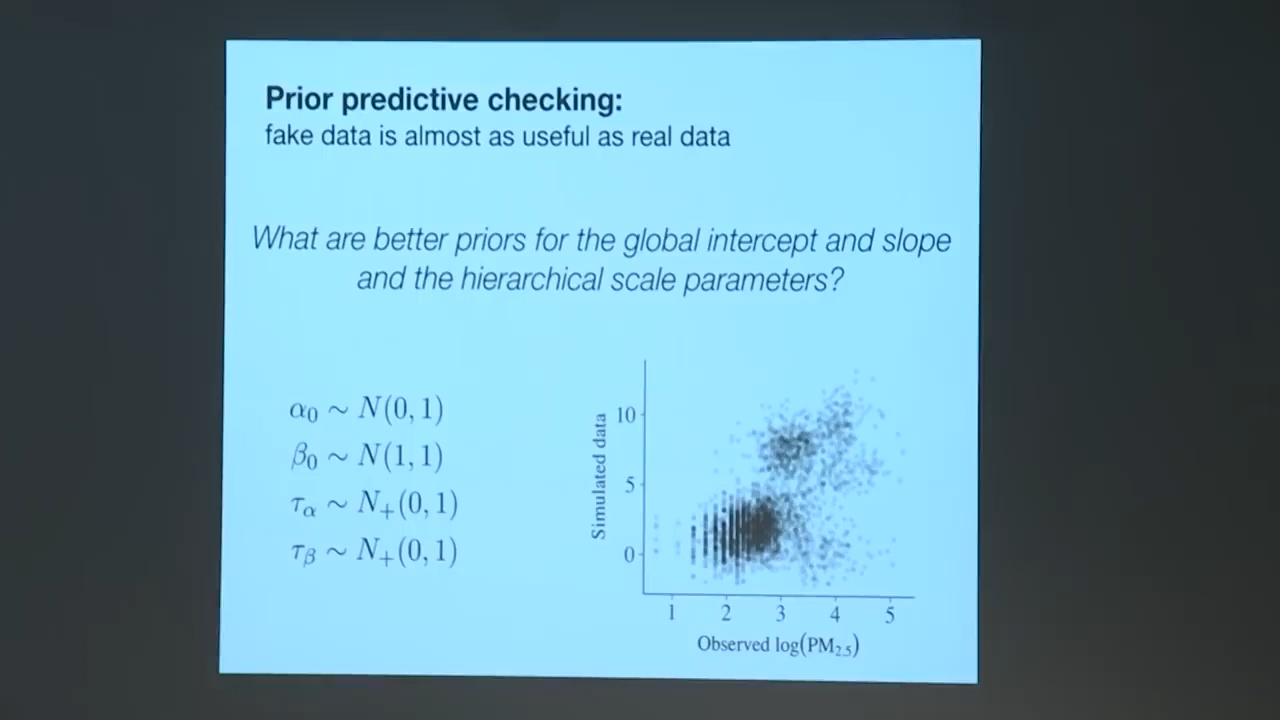 Prior predictive checking:
fake data is almost as useful as real data
What are better priors for the global intercept and slope
and the hierarchical scale parameters?
α₀ ~ N(0, 1)
β₀ ~ N(1, 1)
τ_α ~ N₊(0, 1)
τ_β ~ N₊(0, 1)
Simulated data
10
5
0
1 2 3 4 5
Observed log(PM₂.₅)